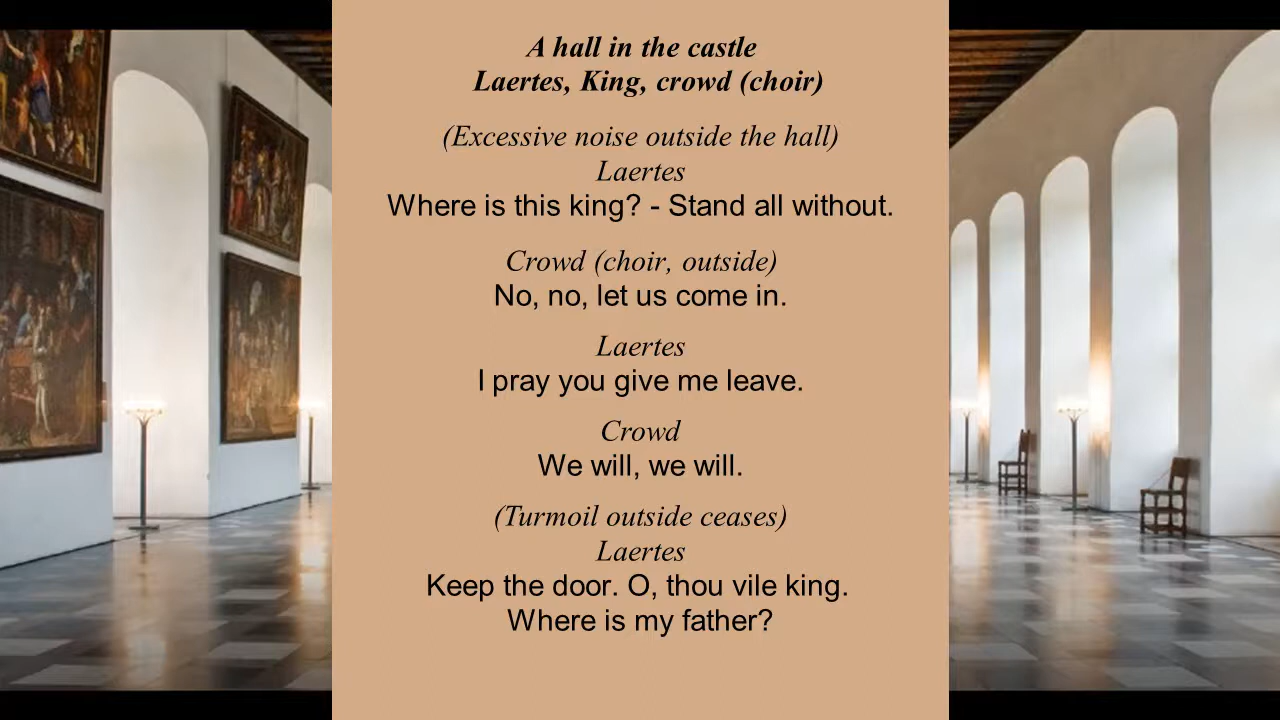 A hall in the castle
Laertes, King, crowd (choir)
(Excessive noise outside the hall)
Laertes
Where is this king? - Stand all without.
Crowd (choir, outside)
No, no, let us come in.
Laertes
I pray you give me leave.
Crowd
We will, we will.
(Turmoil outside ceases)
Laertes
Keep the door. O, thou vile king.
Where is my father?